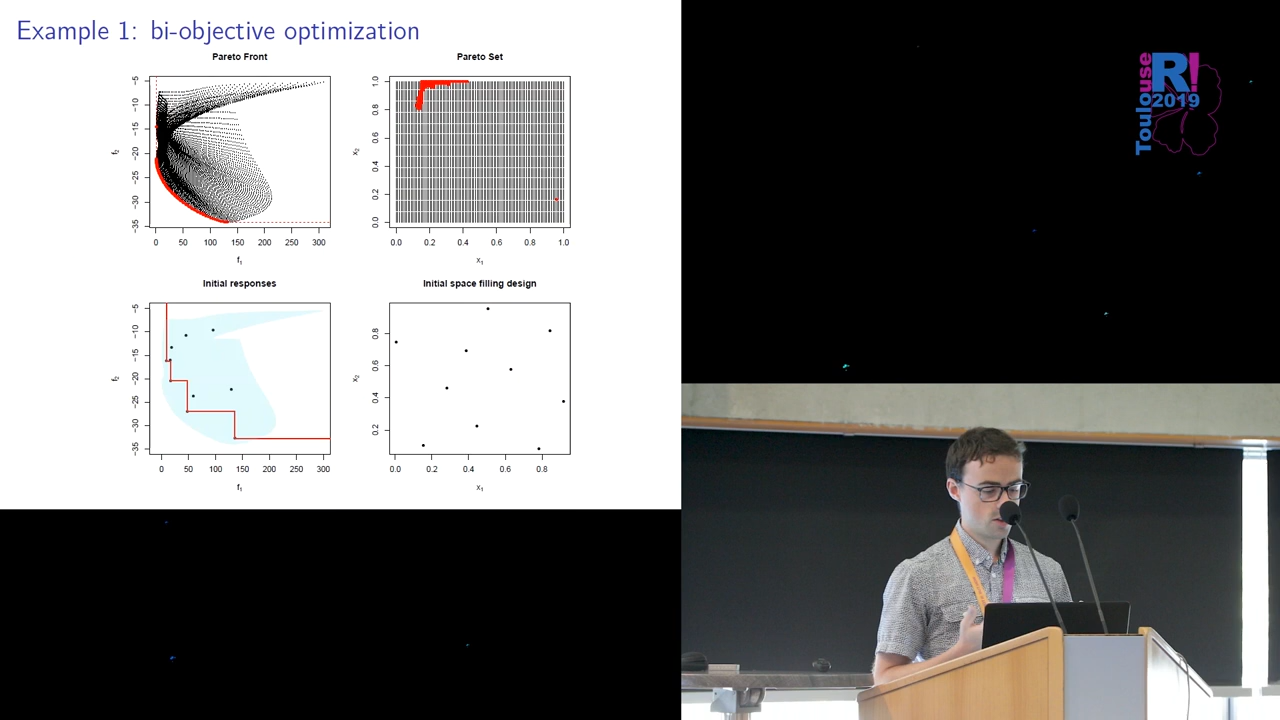 Example 1: bi-objective optimization
Pareto Front
-5
-10
-15
-20
-25
-30
-35
f2
0 50 100 150 200 250 300
f1
Pareto Set
1.0
0.8
0.6
0.4
0.2
0.0
x2
0.0 0.2 0.4 0.6 0.8 1.0
x1
Initial responses
-5
-10
-15
-20
-25
-30
-35
f2
0 50 100 150 200 250 300
f1
Initial space filling design
0.8
0.6
0.4
0.2
x2
0.0 0.2 0.4 0.6 0.8
x1
Toulouse
R!
2019